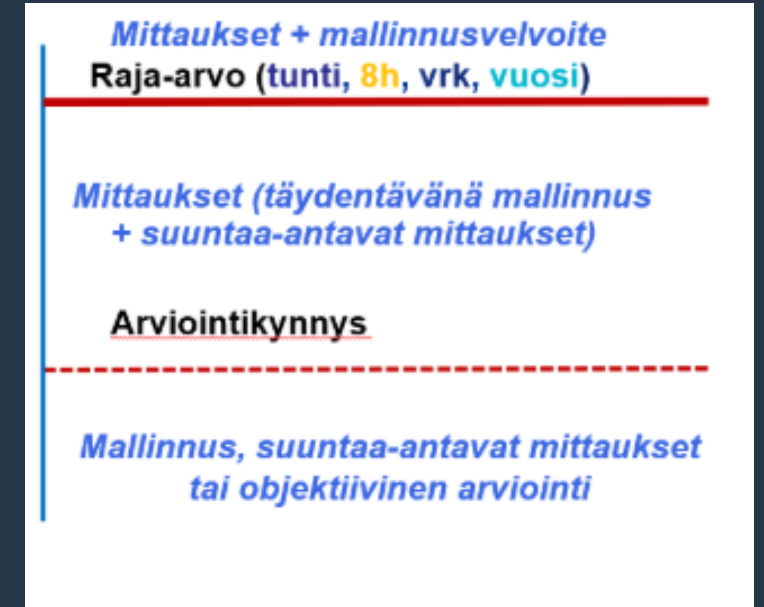 Mittaukset + mallinnusvelvoite
Raja-arvo (tunti, 8h, vrk, vuosi)
Mittaukset (täydentävänä mallinnus
+ suuntaa-antavat mittaukset)
Arviointikynnys
Mallinnus, suuntaa-antavat mittaukset
tai objektiivinen arviointi